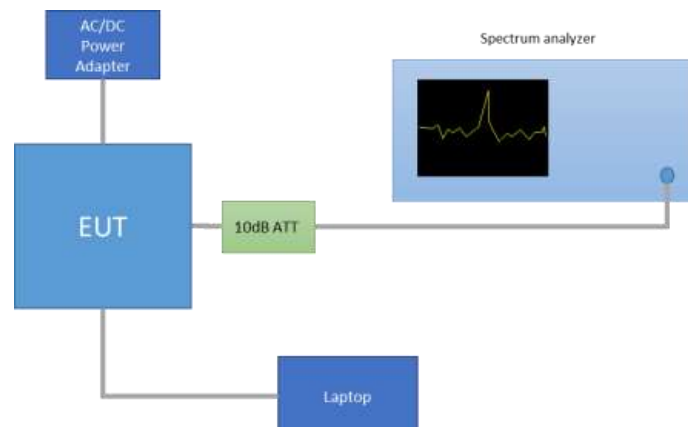 AC/DC
Power
Adapter
Spectrum analyzer
EUT
10dB ATT
Laptop